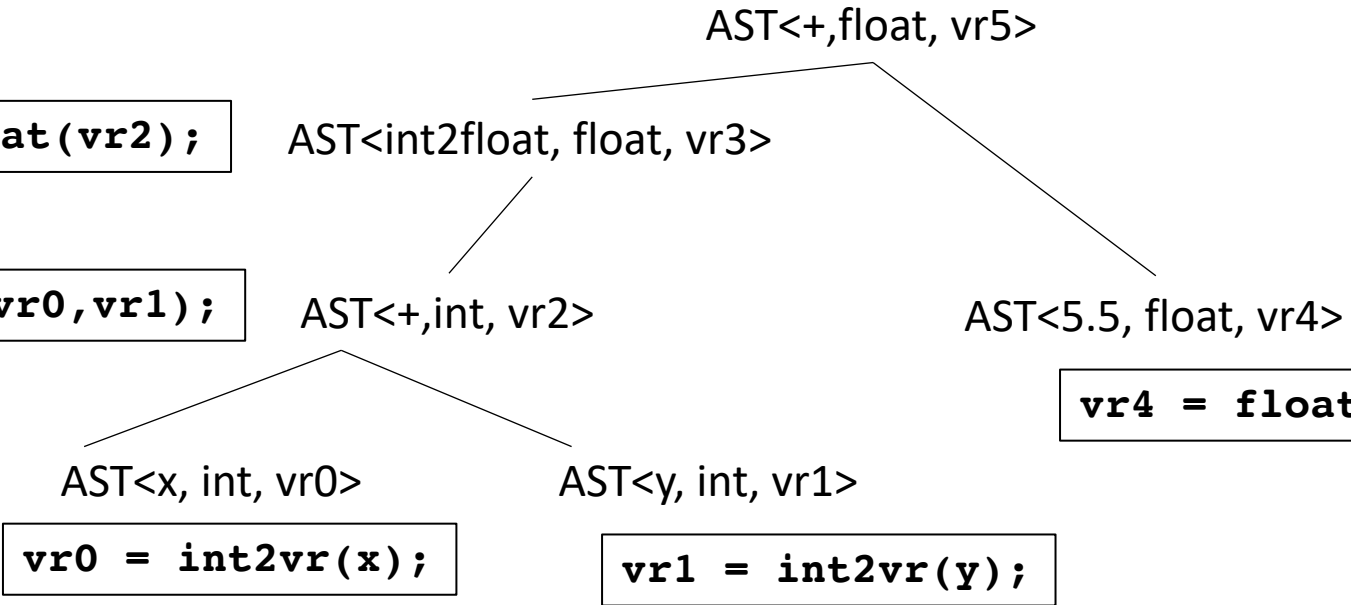 AST<+,float, vr5>
at(vr2); AST<int2float, float, vr3>
vr0,vr1); AST<+,int, vr2> AST<5.5, float, vr4>
vr4 = float
AST<x, int, vr0> AST<y, int, vr1>
vr0 = int2vr(x); vr1 = int2vr(y);